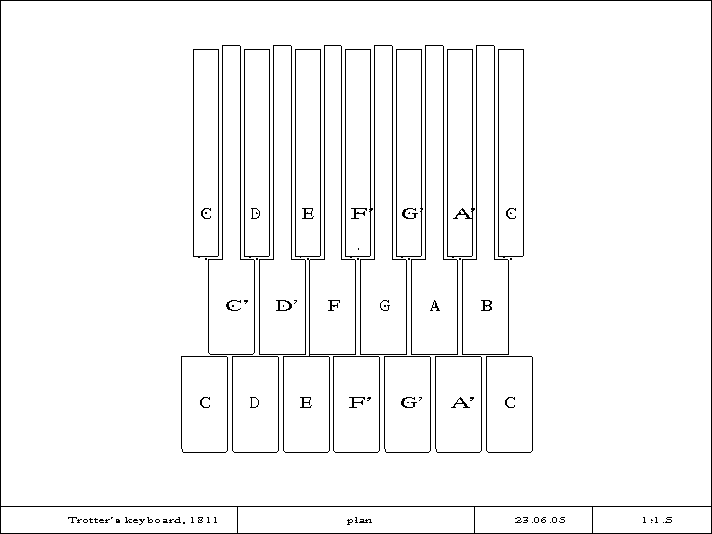 C D E F' G' A' C
C' D' F G A B
C D E F' G' A' C
Trotter's keyboard, 1811 plan 23.06.05 1:1.5